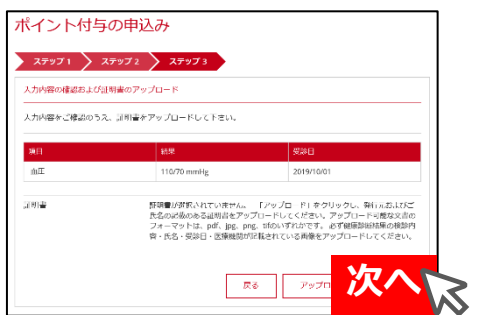 ポイント付与の申込み
ステップ 1
ステップ 2
ステップ 3
入力内容の確認および証明書のアップロード
入力内容をご確認のうえ、証明書をアップロードして下さい。
項目 結果 受診日
血圧 110/70 mmHg 2019/10/01
証明書
証明書が選択されていません。 「アップロード」をクリックし、発行元およびご
氏名の記載のある証明書をアップロードしてください。アップロード可能な文書の
フォーマットは、pdf、jpg、png、tifのいずれかです。必ず健康診断結果の検診内
容・氏名・受診日・医療機関が記載されている画像をアップロードしてください。
戻る
アップロ
次へ